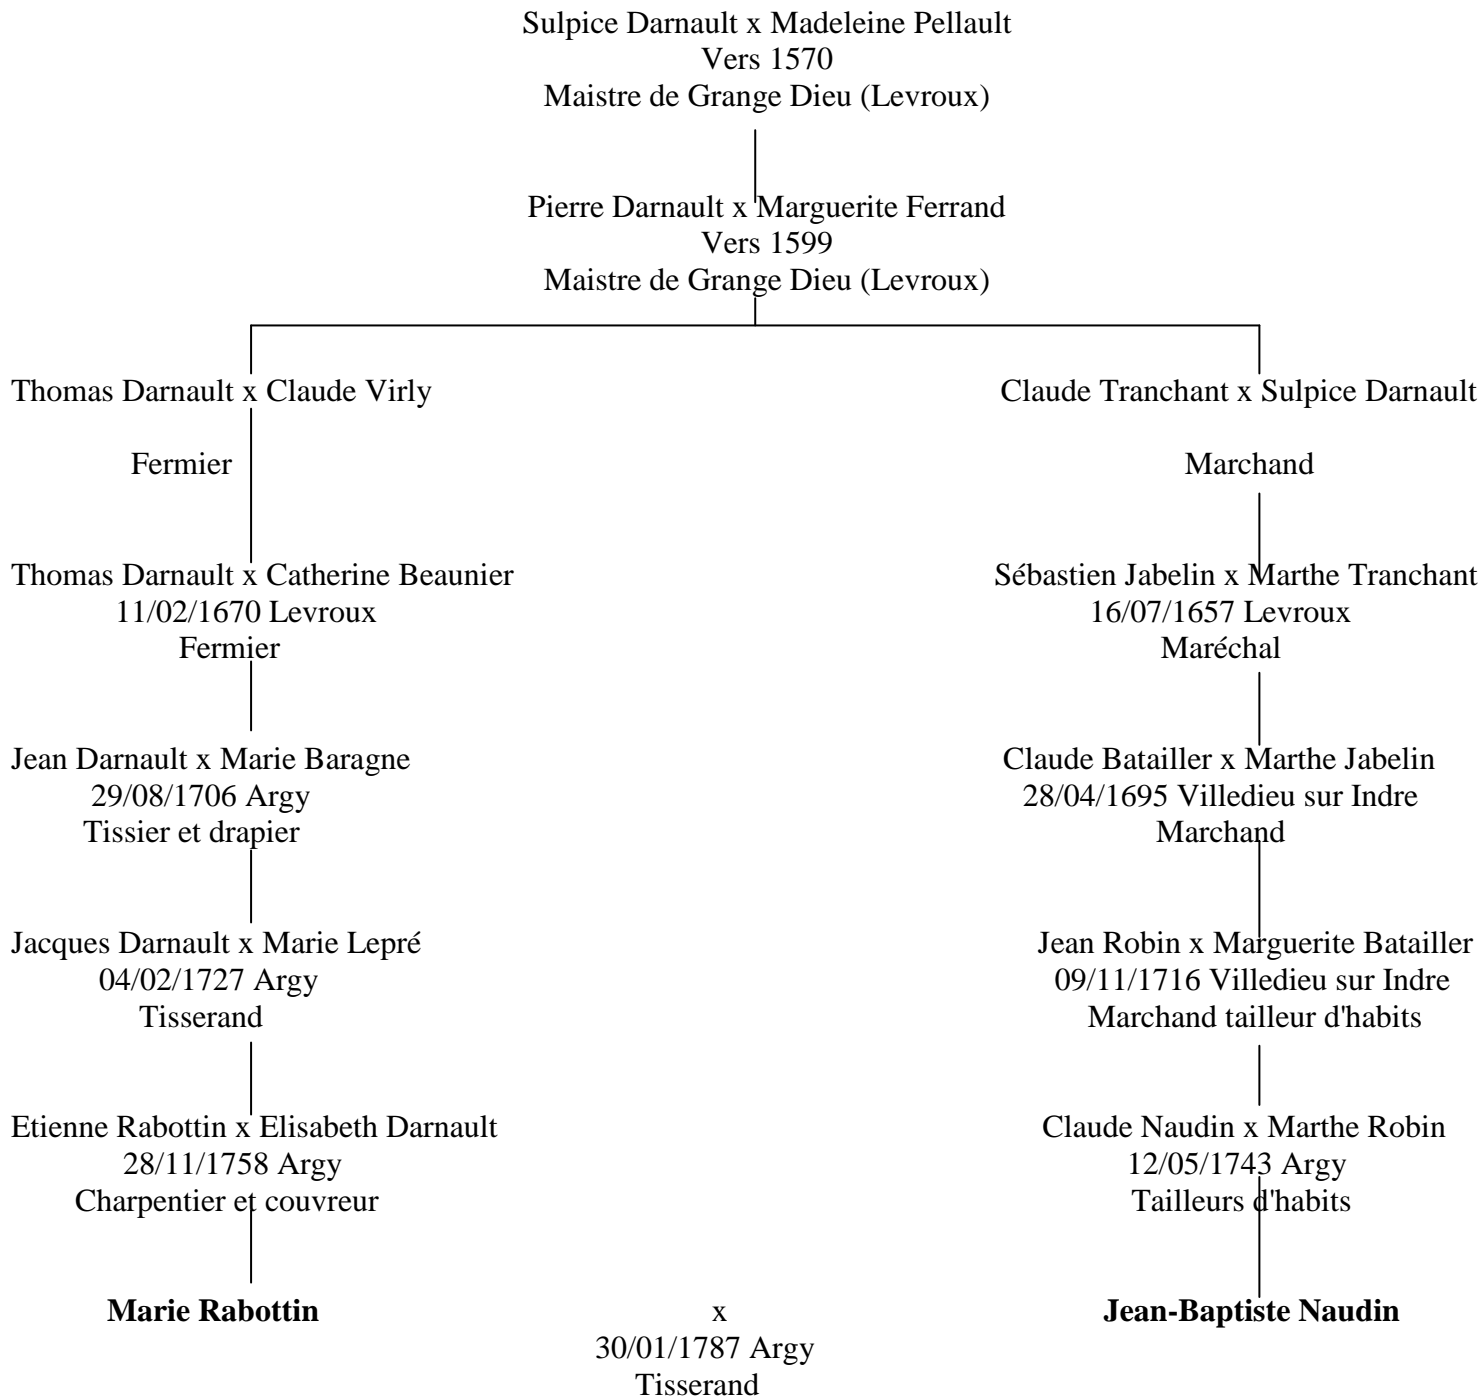 Sulpice Darnault x Madeleine Pellault
Vers 1570
Maistre de Grange Dieu (Levroux)
Pierre Darnault x Marguerite Ferrand
Vers 1599
Maistre de Grange Dieu (Levroux)
Thomas Darnault x Claude Virly
Claude Tranchant x Sulpice Darnault
Fermier
Marchand
Thomas Darnault x Catherine Beaunier
11/02/1670 Levroux
Fermier
Sébastien Jabelin x Marthe Tranchant
16/07/1657 Levroux
Maréchal
Jean Darnault x Marie Baragne
29/08/1706 Argy
Tissier et drapier
Claude Batailler x Marthe Jabelin
28/04/1695 Villedieu sur Indre
Marchand
Jacques Darnault x Marie Lepré
04/02/1727 Argy
Tisserand
Jean Robin x Marguerite Batailler
09/11/1716 Villedieu sur Indre
Marchand tailleur d'habits
Etienne Rabottin x Elisabeth Darnault
28/11/1758 Argy
Charpentier et couvreur
Claude Naudin x Marthe Robin
12/05/1743 Argy
Tailleurs d'habits
Marie Rabottin x Jean-Baptiste Naudin
30/01/1787 Argy
Tisserand